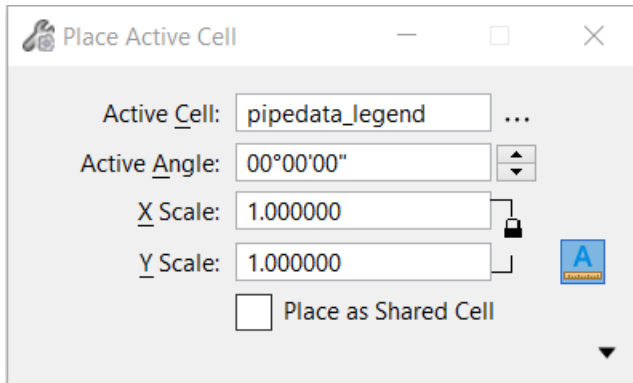 Place Active Cell
Active Cell: pipedata_legend ...
Active Angle: 00°00'00"
X Scale: 1.000000
Y Scale: 1.000000
A
Place as Shared Cell